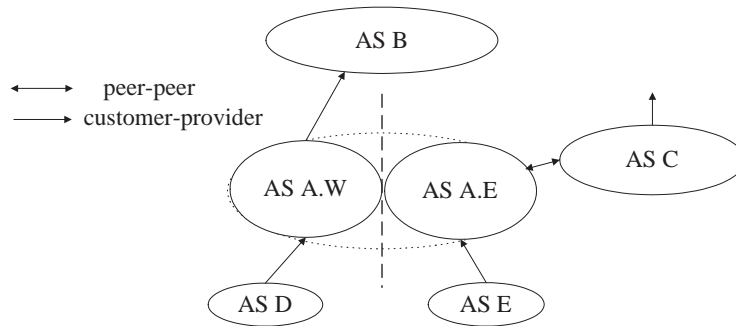 AS B
peer-peer
customer-provider
AS C
AS A.W
AS A.E
AS D
AS E